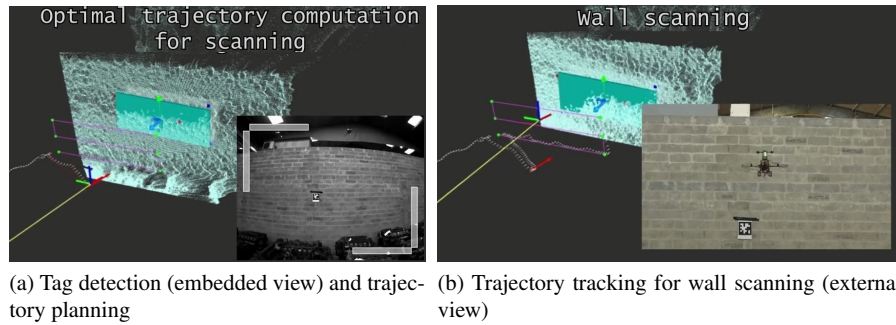 Optimal trajectory computation
for scanning
Wall scanning
(a) Tag detection (embedded view) and trajec-
tory planning
(b) Trajectory tracking for wall scanning (externa
view)